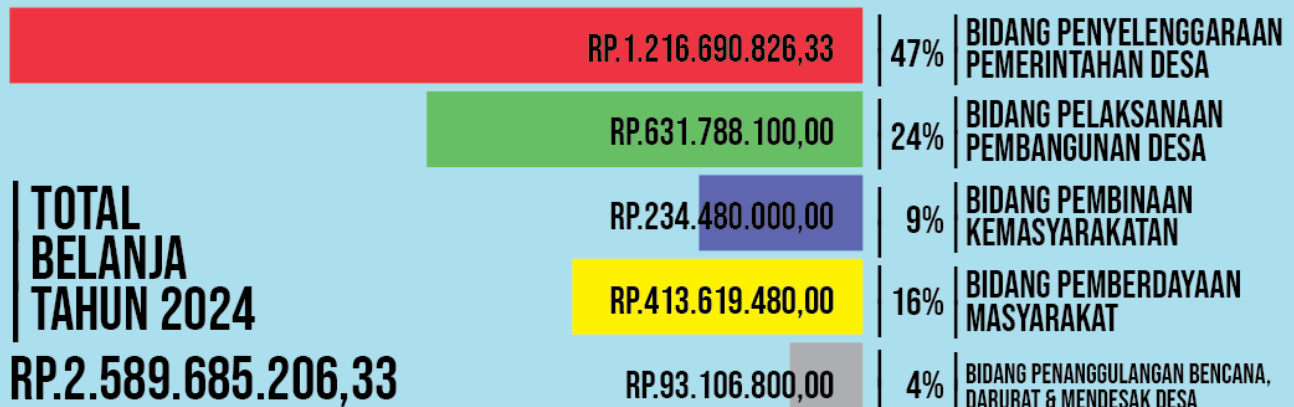 RP.1.216.690.826,33
47%
BIDANG PENYELENGGARAAN
PEMERINTAHAN DESA
RP.631.788.100,00
24%
BIDANG PELAKSANAAN
PEMBANGUNAN DESA
RP.234.480.000,00
9%
BIDANG PEMBINAAN
KEMASYARAKATAN
RP.413.619.480,00
16%
BIDANG PEMBERDAYAAN
MASYARAKAT
RP.93.106.800,00
4%
BIDANG PENANGGULANGAN BENCANA,
DARURAT & MENDESAK DESA
TOTAL
BELANJA
TAHUN 2024
RP.2.589.685.206,33